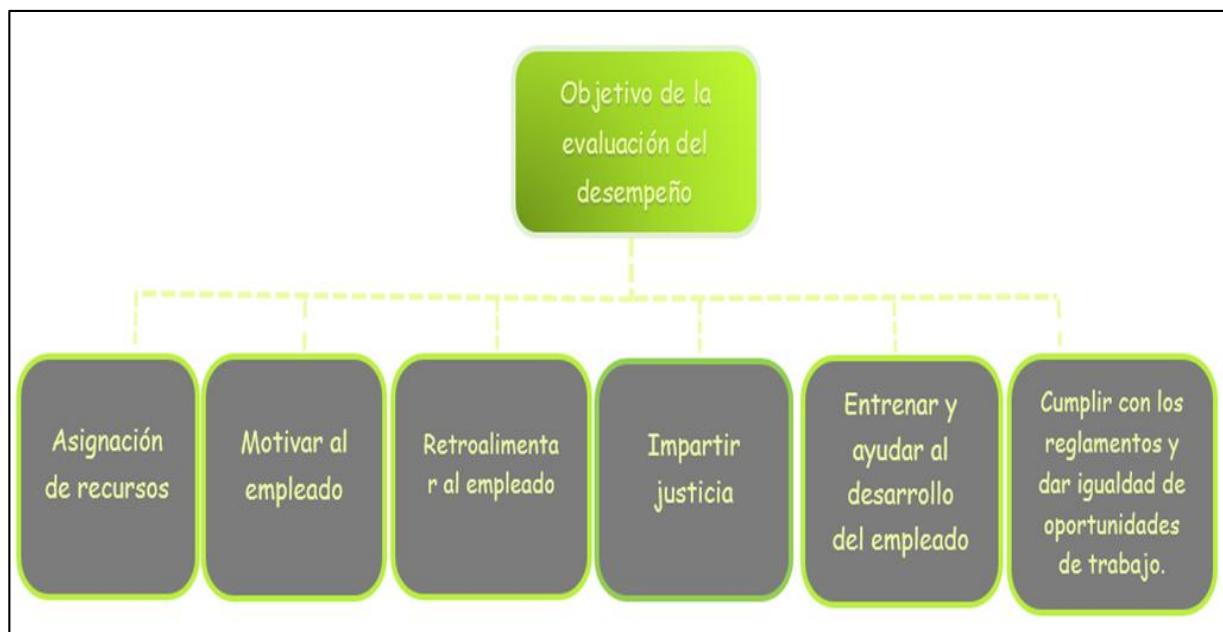 Objetivo de la
evaluación del
desempeño
Asignación
de recursos
Motivar al
empleado
Retroalimenta
r al empleado
Impartir
justicia
Entrenar y
ayudar al
desarrollo
del empleado
Cumplir con los
reglamentos y
dar igualdad de
oportunidades
de trabajo.